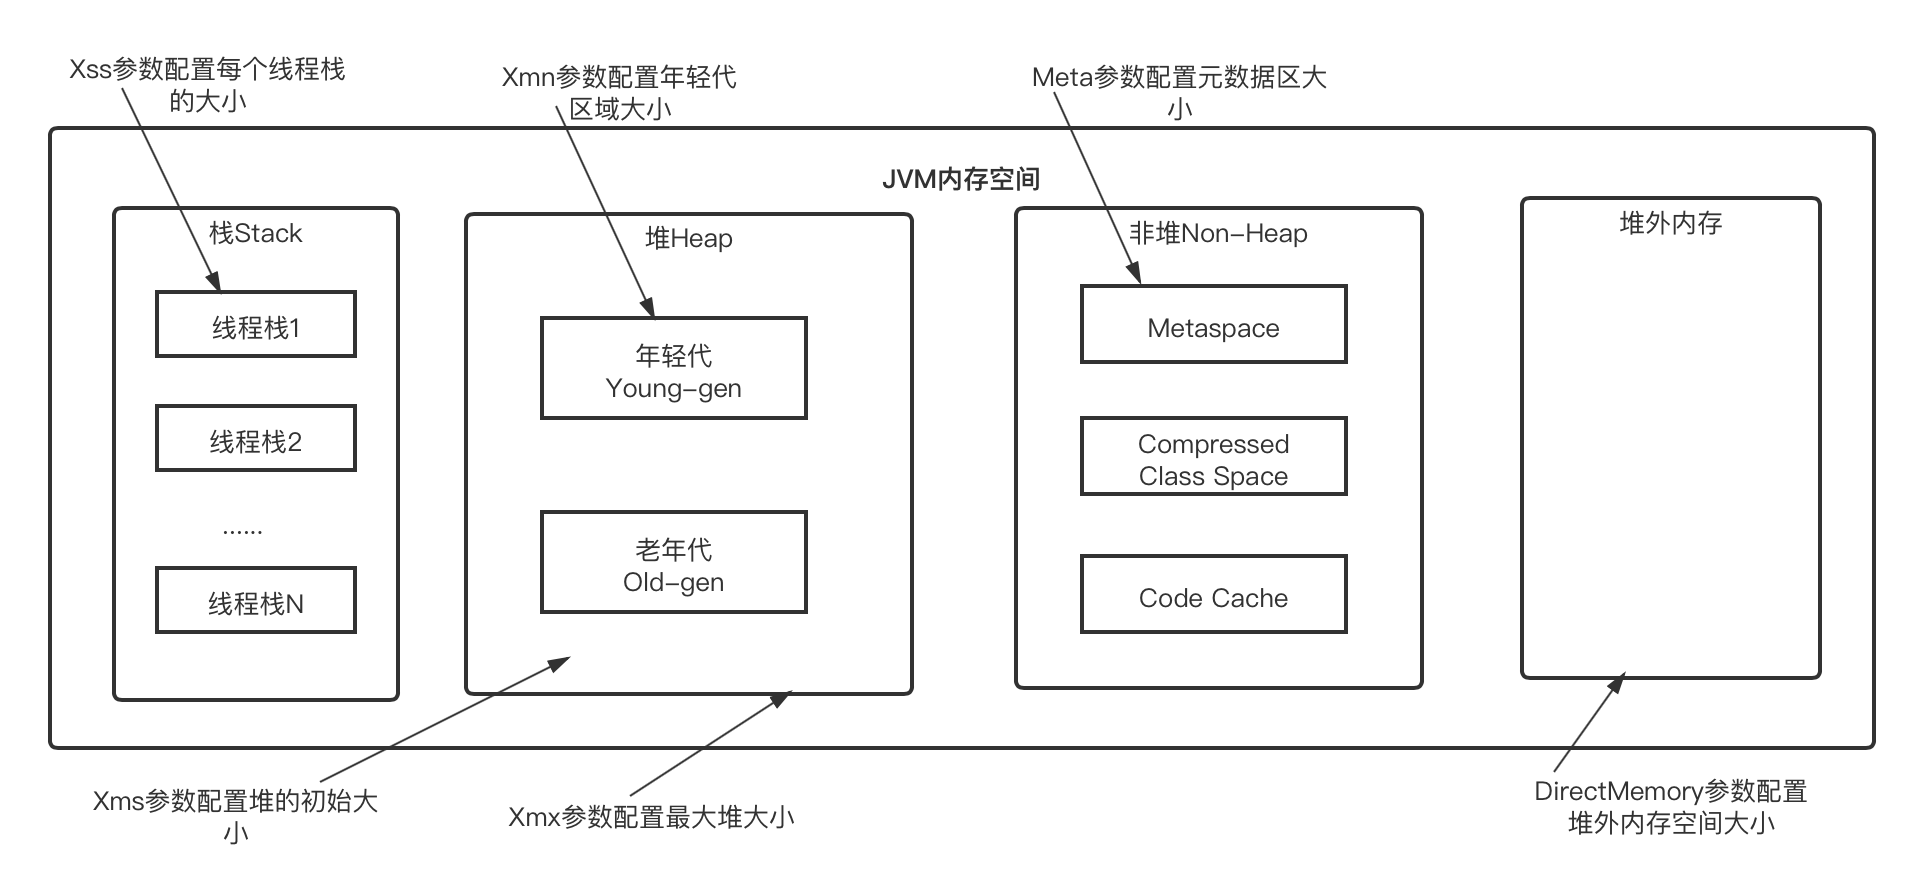 Xss参数配置每个线程栈
的大小
Xmn参数配置年轻代
区域大小
Meta参数配置元数据区大
小
JVM内存空间
栈Stack
线程栈1
线程栈2
......
线程栈N
堆Heap
年轻代
Young-gen
老年代
Old-gen
非堆Non-Heap
Metaspace
Compressed
Class Space
Code Cache
堆外内存
Xms参数配置堆的初始大
小
Xmx参数配置最大堆大小
DirectMemory参数配置
堆外内存空间大小